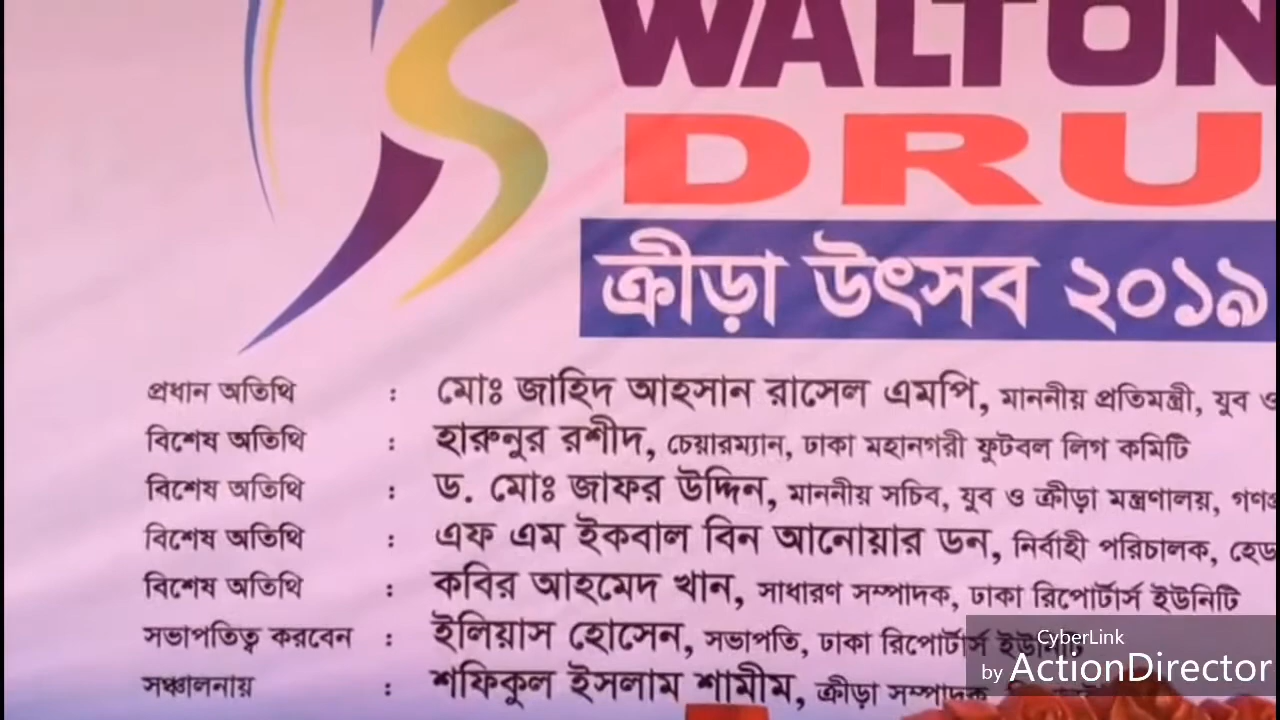 WALTON
DRU
ক্রীড়া উৎসব ২০১৯
প্রধান অতিথি : মোঃ জাহিদ আহসান রাসেল এমপি, মাননীয় প্রতিমন্ত্রী, যুব ও
বিশেষ অতিথি : হারুনুর রশীদ, চেয়ারম্যান, ঢাকা মহানগরী ফুটবল লিগ কমিটি
বিশেষ অতিথি : ড. মোঃ জাফর উদ্দিন, মাননীয় সচিব, যুব ও ক্রীড়া মন্ত্রণালয়,
বিশেষ অতিথি : এফ এম ইকবাল বিন আনোয়ার ডন, নির্বাহী পরিচালক, হেড
বিশেষ অতিথি : কবির আহমেদ খান, সাধারণ সম্পাদক, ঢাকা রিপোর্টার্স ইউনিটি
সভাপতিত্ব করবেন : ইলিয়াস হোসেন, সভাপতি, ঢাকা রিপোর্টার্স ইউনিটি
সঞ্চালনায় : শফিকুল ইসলাম শামীম, ক্রীড়া সম্পাদক
CyberLink
by ActionDirector